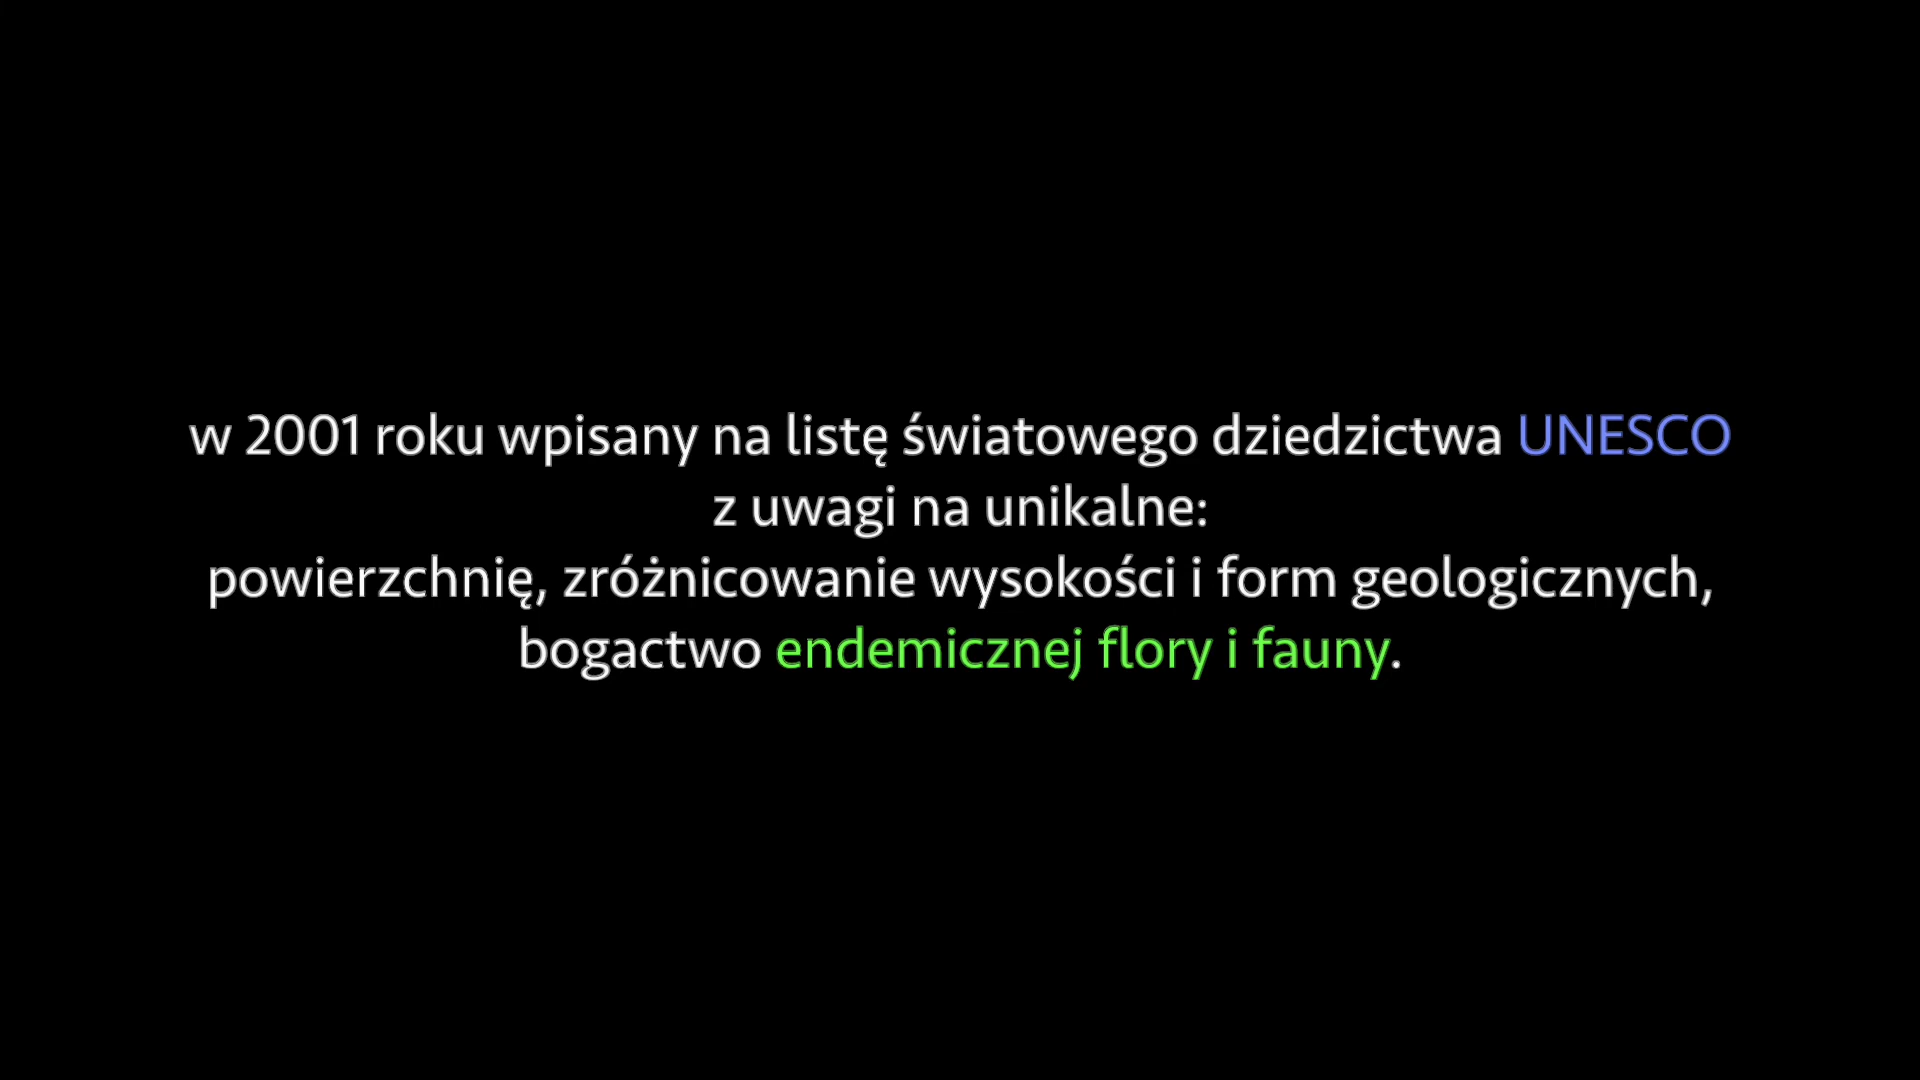 w 2001 roku wpisany na listę światowego dziedzictwa UNESCO
z uwagi na unikalne:
powierzchnię, zróżnicowanie wysokości i form geologicznych,
bogactwo endemicznej flory i fauny.